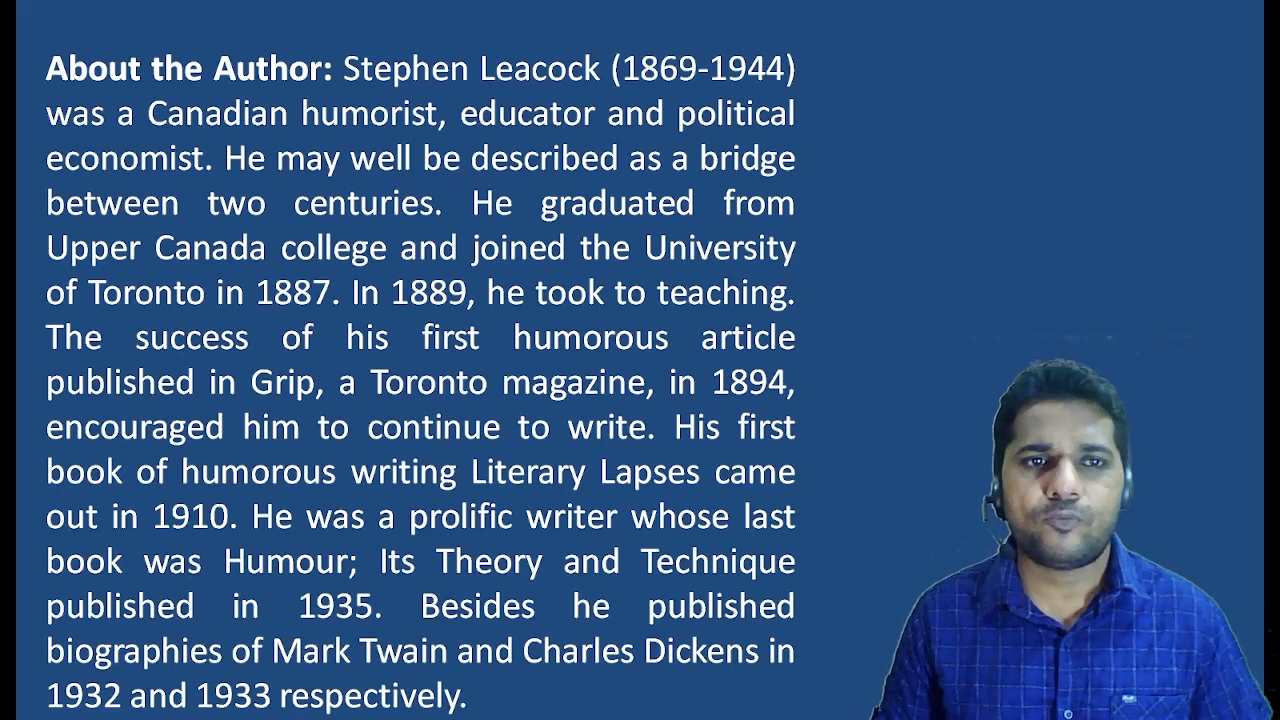 About the Author: Stephen Leacock (1869-1944)
was a Canadian humorist, educator and political
economist. He may well be described as a bridge
between two centuries. He graduated from
Upper Canada college and joined the University
of Toronto in 1887. In 1889, he took to teaching.
The success of his first humorous article
published in Grip, a Toronto magazine, in 1894,
encouraged him to continue to write. His first
book of humorous writing Literary Lapses came
out in 1910. He was a prolific writer whose last
book was Humour; Its Theory and Technique
published in 1935. Besides he published
biographies of Mark Twain and Charles Dickens in
1932 and 1933 respectively.